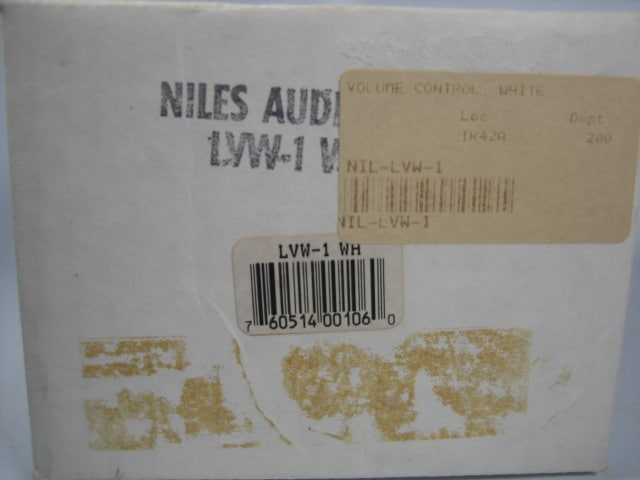 NILES AUDI
LVW-1 W
VOLUME CONTROL, WHITE
Loc Dept
1R42A 200
NIL-LVW-1
NIL-LVW-1
LVW-1 WH
7 60514 00106 0